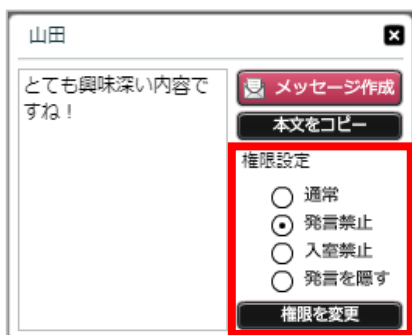 山田
とても興味深い内容で
すね！
メッセージ作成
本文をコピー
権限設定
通常
発言禁止
入室禁止
発言を隠す
権限を変更